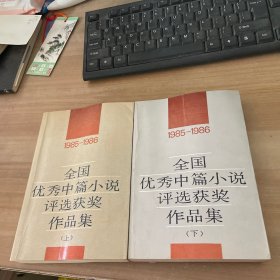 1985-1986
全国
优秀中篇小说
评选获奖
作品集
(上)
1985-1986
全国
优秀中篇小说
评选获奖
作品集
(下)